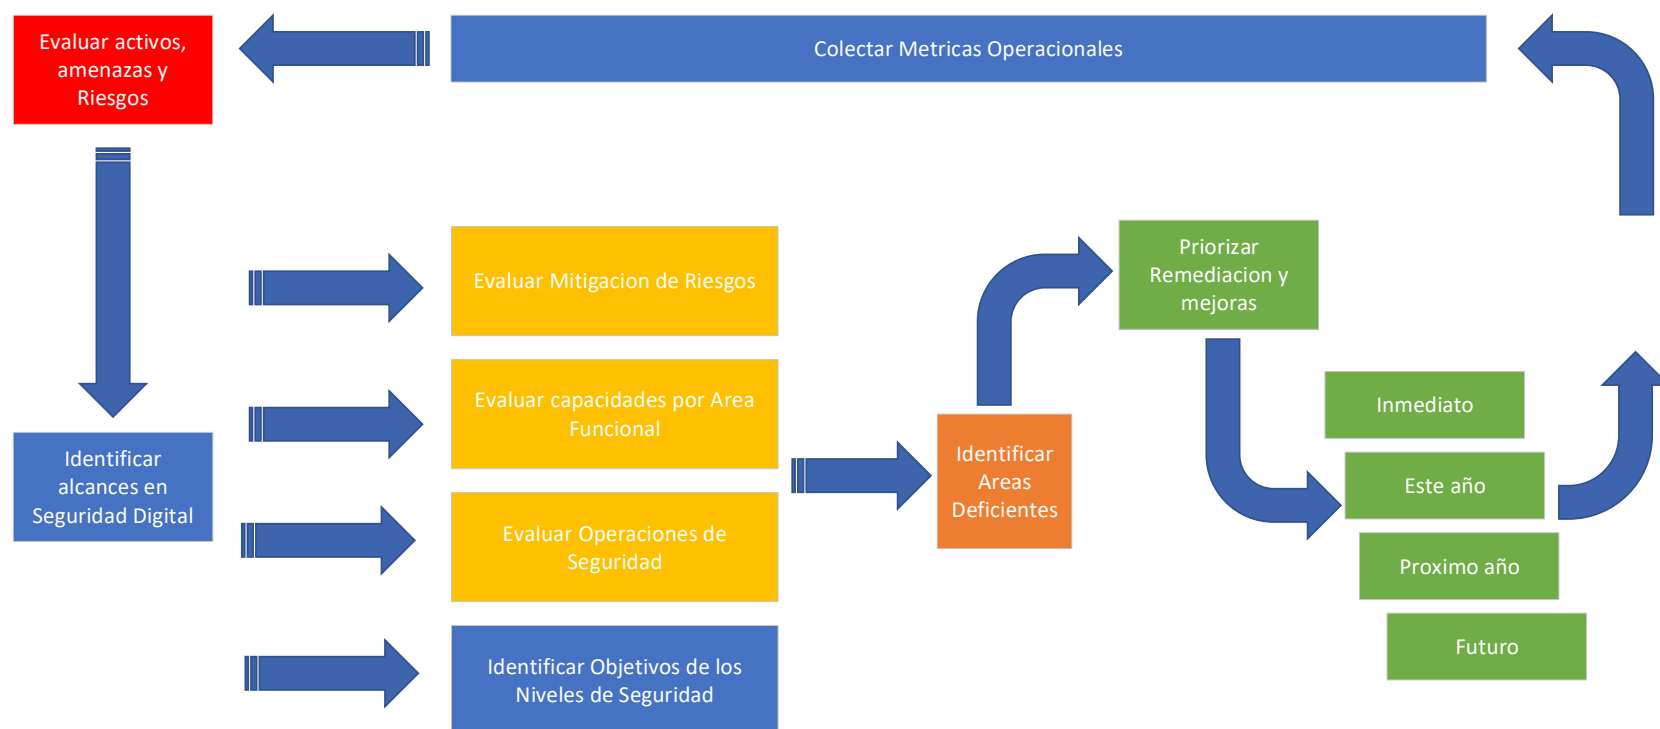 Evaluar activos,
amenazas y
Riesgos
Colectar Metricas Operacionales
Evaluar Mitigacion de Riesgos
Priorizar
Remediacion y
mejoras
Evaluar capacidades por Area
Funcional
Identificar
alcances en
Seguridad Digital
Identificar
Areas
Deficientes
Inmediato
Este año
Proximo año
Futuro
Evaluar Operaciones de
Seguridad
Identificar Objetivos de los
Niveles de Seguridad